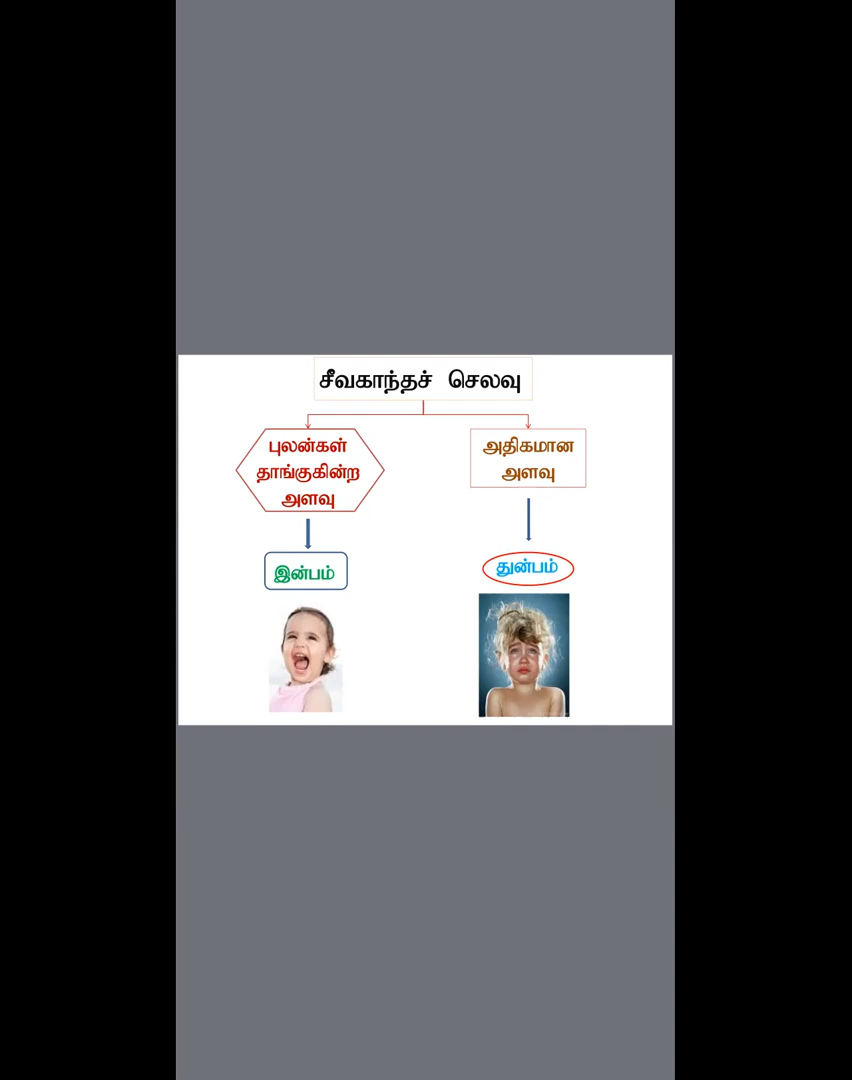 சீவகாந்தச் செலவு
புலன்கள்
தாங்குகின்ற
அளவு
அதிகமான
அளவு
இன்பம்
துன்பம்